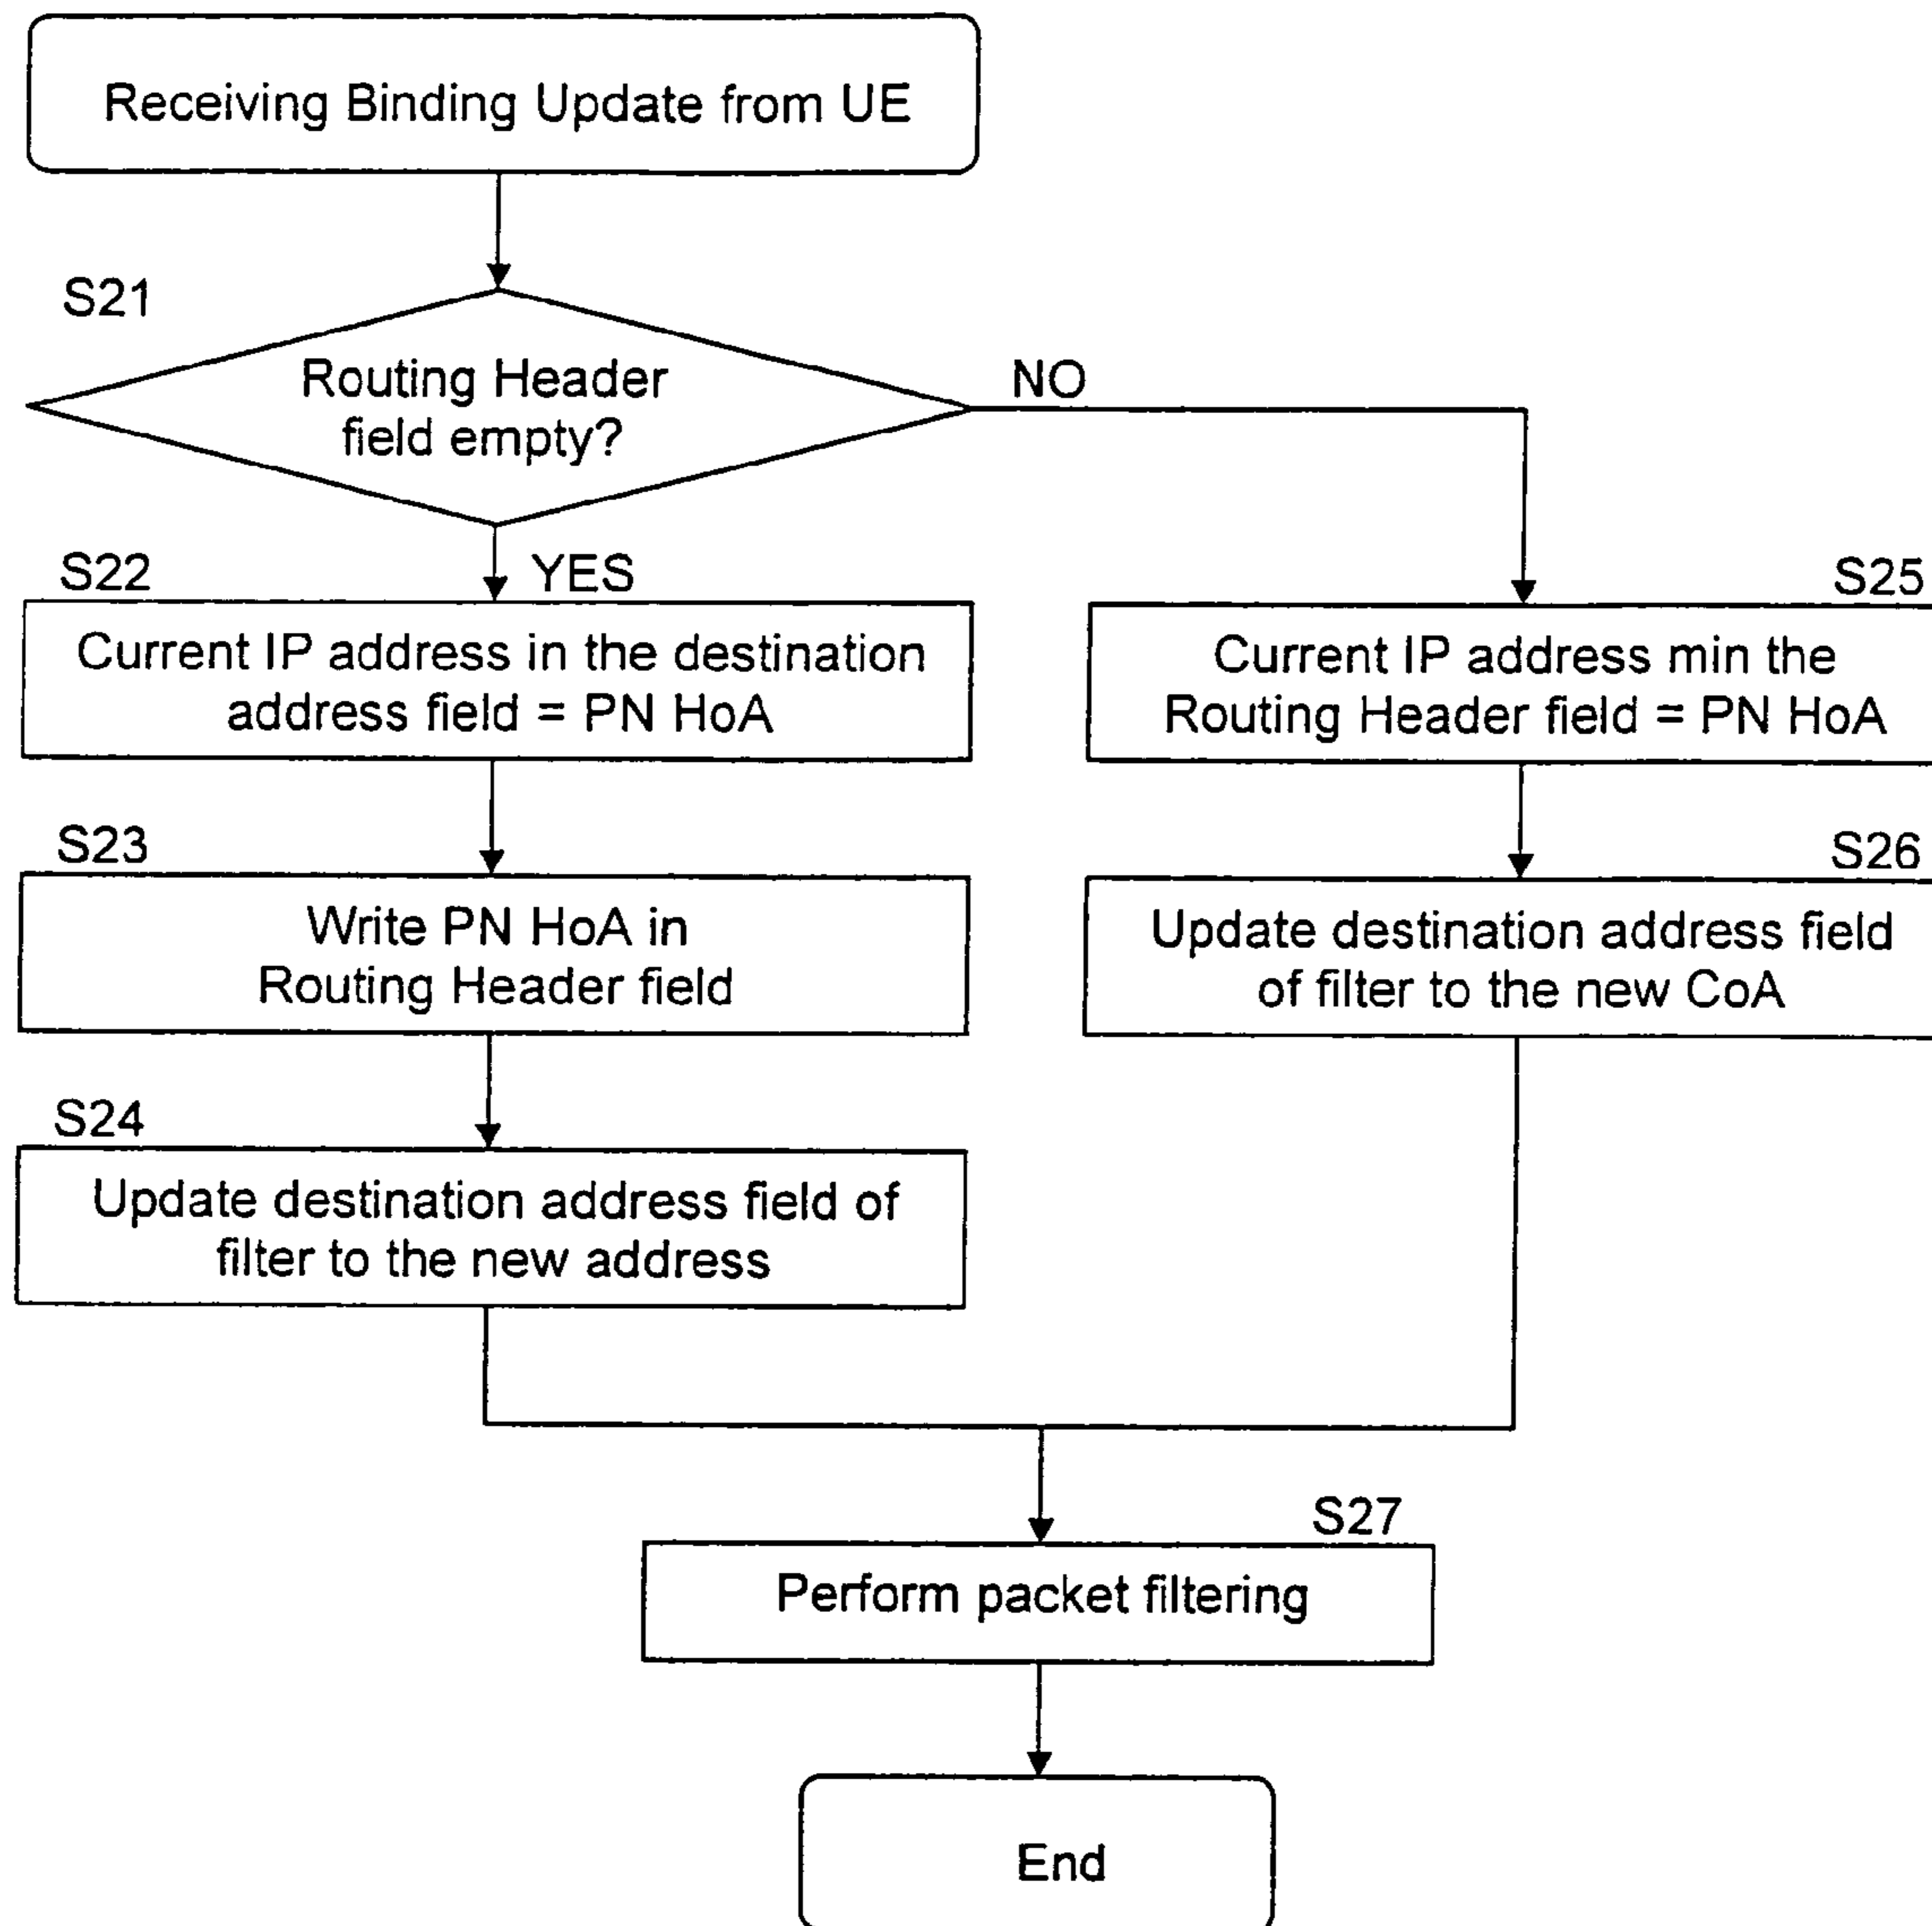 Receiving Binding Update from UE
S21
Routing Header
field empty?
NO
S22
YES
Current IP address in the destination
address field = PN HoA
S25
Current IP address min the
Routing Header field = PN HoA
S23
Write PN HoA in
Routing Header field
S26
Update destination address field
of filter to the new CoA
S24
Update destination address field of
filter to the new address
S27
Perform packet filtering
End